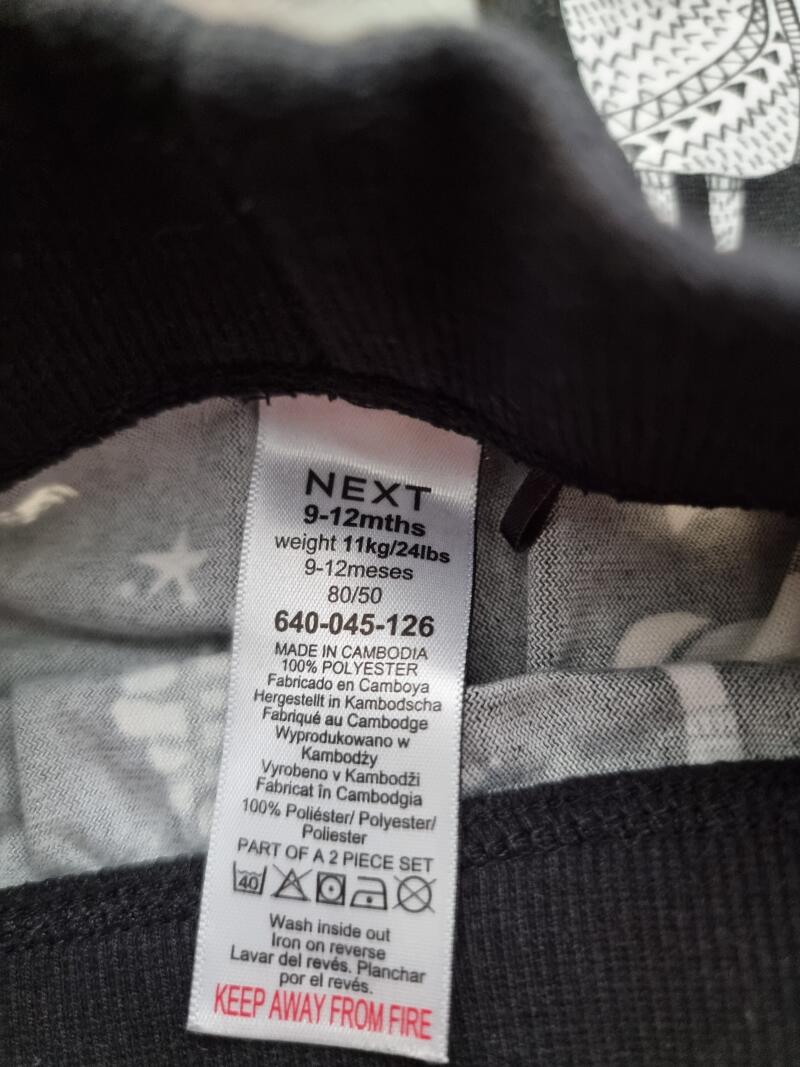 NEXT
9-12mths
weight 11kg/24lbs
9-12meses
80/50
640-045-126
MADE IN CAMBODIA
100% POLYESTER
Fabricado en Camboya
Hergestellt in Kambodscha
Fabriqué au Cambodge
Wyprodukowano w
Kambodży
Vyrobeno v Kambodži
Fabricat în Cambodgia
100% Poliéster/ Polyester/
Poliester
PART OF A 2 PIECE SET
40
Wash inside out
Iron on reverse
Lavar del revés. Planchar
por el revés.
KEEP AWAY FROM FIRE